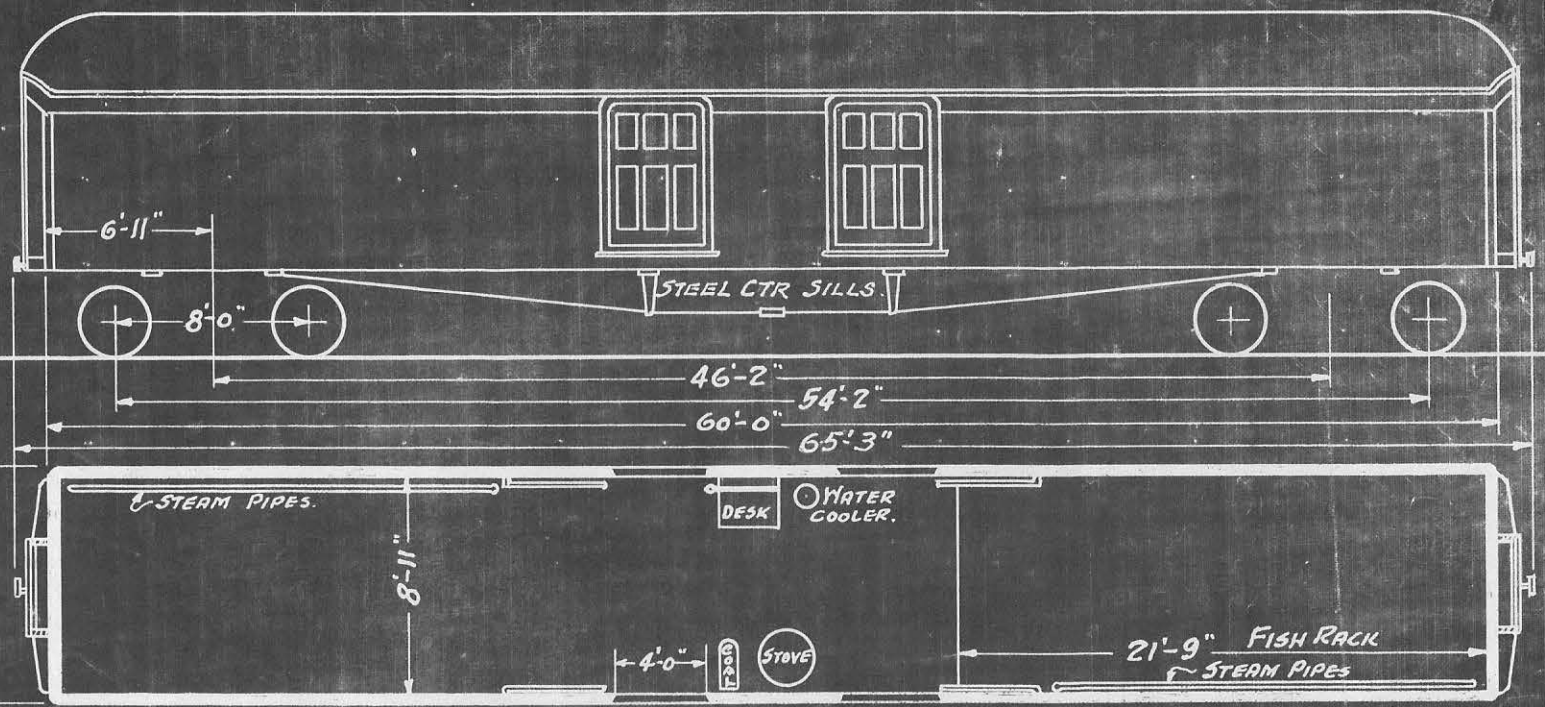 6'-11"
STEEL CTR SILLS.
8'-0"
46'-2"
54'-2"
60'-0"
65'-3"
STEAM PIPES.
DESK
WATER
COOLER.
8'-11"
4'-0"
COAT
STOVE
21'-9" FISH RACK
STEAM PIPES